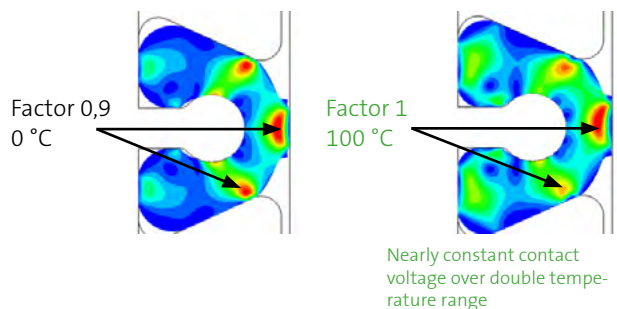 Factor 0,9
0 °C
Factor 1
100 °C
Nearly constant contact
voltage over double tempe-
rature range